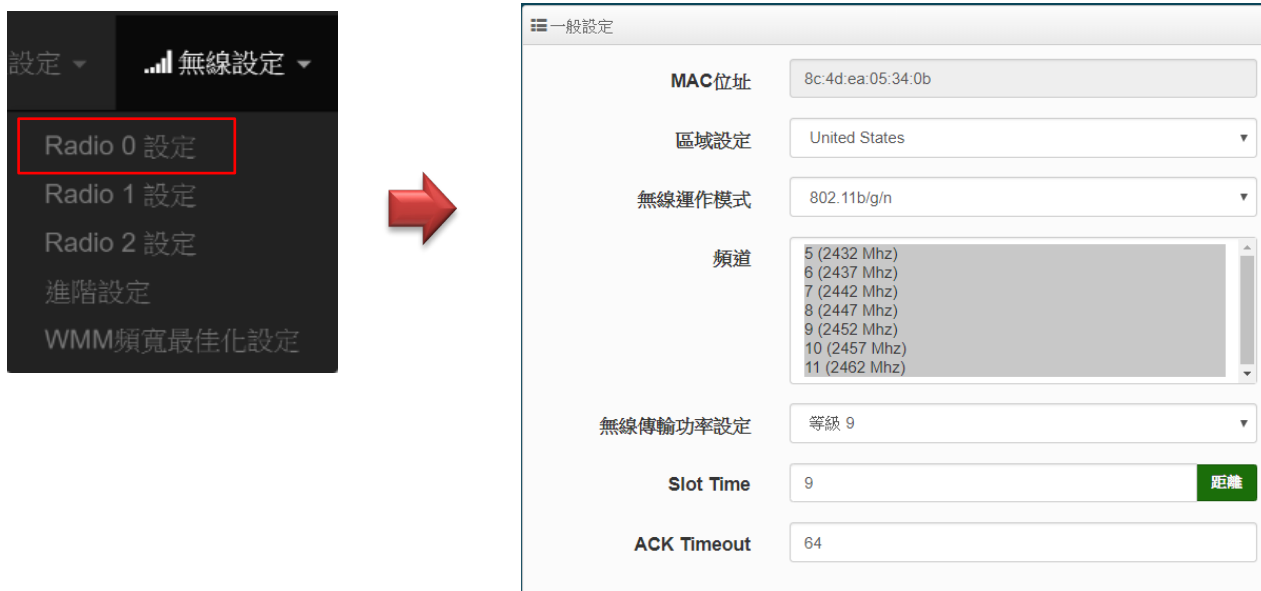 設定
無線設定
Radio 0 設定
Radio 1 設定
Radio 2 設定
進階設定
WMM頻寬最佳化設定
一般設定
MAC位址
8c:4d:ea:05:34:0b
區域設定
United States
無線運作模式
802.11b/g/n
頻道
5 (2432 Mhz)
6 (2437 Mhz)
7 (2442 Mhz)
8 (2447 Mhz)
9 (2452 Mhz)
10 (2457 Mhz)
11 (2462 Mhz)
無線傳輸功率設定
等級 9
Slot Time
9
距離
ACK Timeout
64